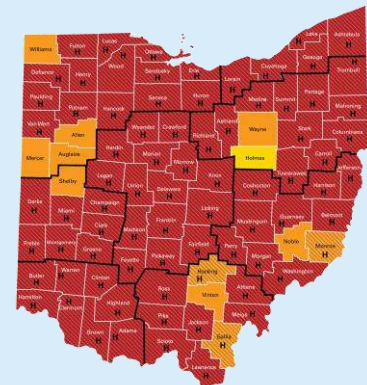 Williams
Fulton
Lucas
Ottawa
Lake
Ashtabula
Geauga
Cuyahoga
Trumbull
Defiance
Henry
Wood
Sandusky
Erie
Lorain
Medina
Summit
Portage
Mahoning
Paulding
Putnam
Hancock
Seneca
Huron
Ashland
Wayne
Stark
Columbiana
Van Wert
Allen
Wyandot
Crawford
Richland
Holmes
Carroll
Mercer
Auglaize
Hardin
Marion
Morrow
Knox
Coshocton
Tuscarawas
Harrison
Jefferson
Shelby
Logan
Union
Delaware
Licking
Muskingum
Guernsey
Belmont
Darke
Miami
Champaign
Clark
Madison
Franklin
Fairfield
Perry
Noble
Monroe
Preble
Montgomery
Greene
Fayette
Pickaway
Hocking
Morgan
Washington
Butler
Warren
Clinton
Ross
Vinton
Athens
Hamilton
Clermont
Highland
Pike
Jackson
Meigs
Brown
Adams
Scioto
Gallia
Lawrence